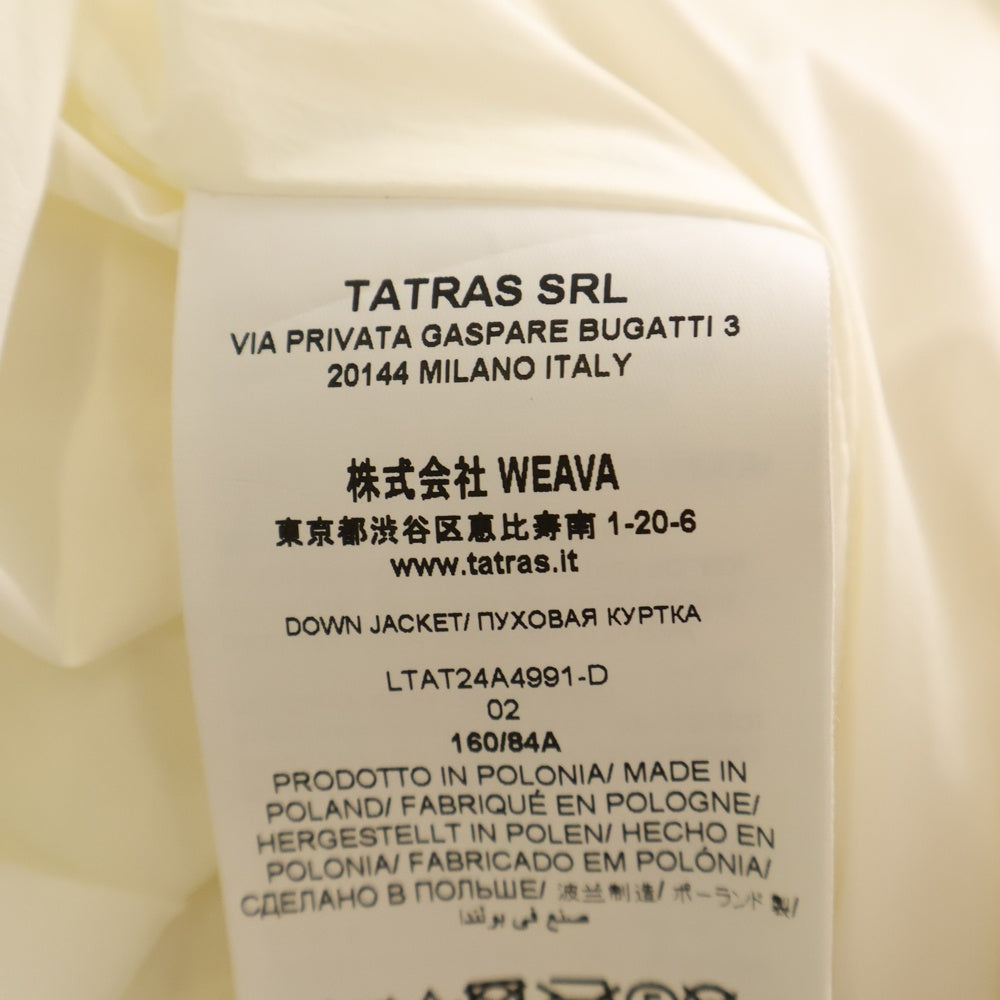 TATRAS SRL
VIA PRIVATA GASPARE BUGATTI 3
20144 MILANO ITALY
株式会社 WEAVA
東京都渋谷区恵比寿南 1-20-6
www.tatras.it
DOWN JACKET/ ПУХОВАЯ КУРТКА
LTAT24A4991-D
02
160/84A
PRODOTTO IN POLONIA/ MADE IN
POLAND/ FABRIQUÉ EN POLOGNE/
HERGESTELLT IN POLEN/ HECHO EN
POLONIA/ FABRICADO EM POLÓNIA/
СДЕЛАНО В ПОЛЬШЕ/ 波兰制造/ ポーランド 製/
صنع في بولندا